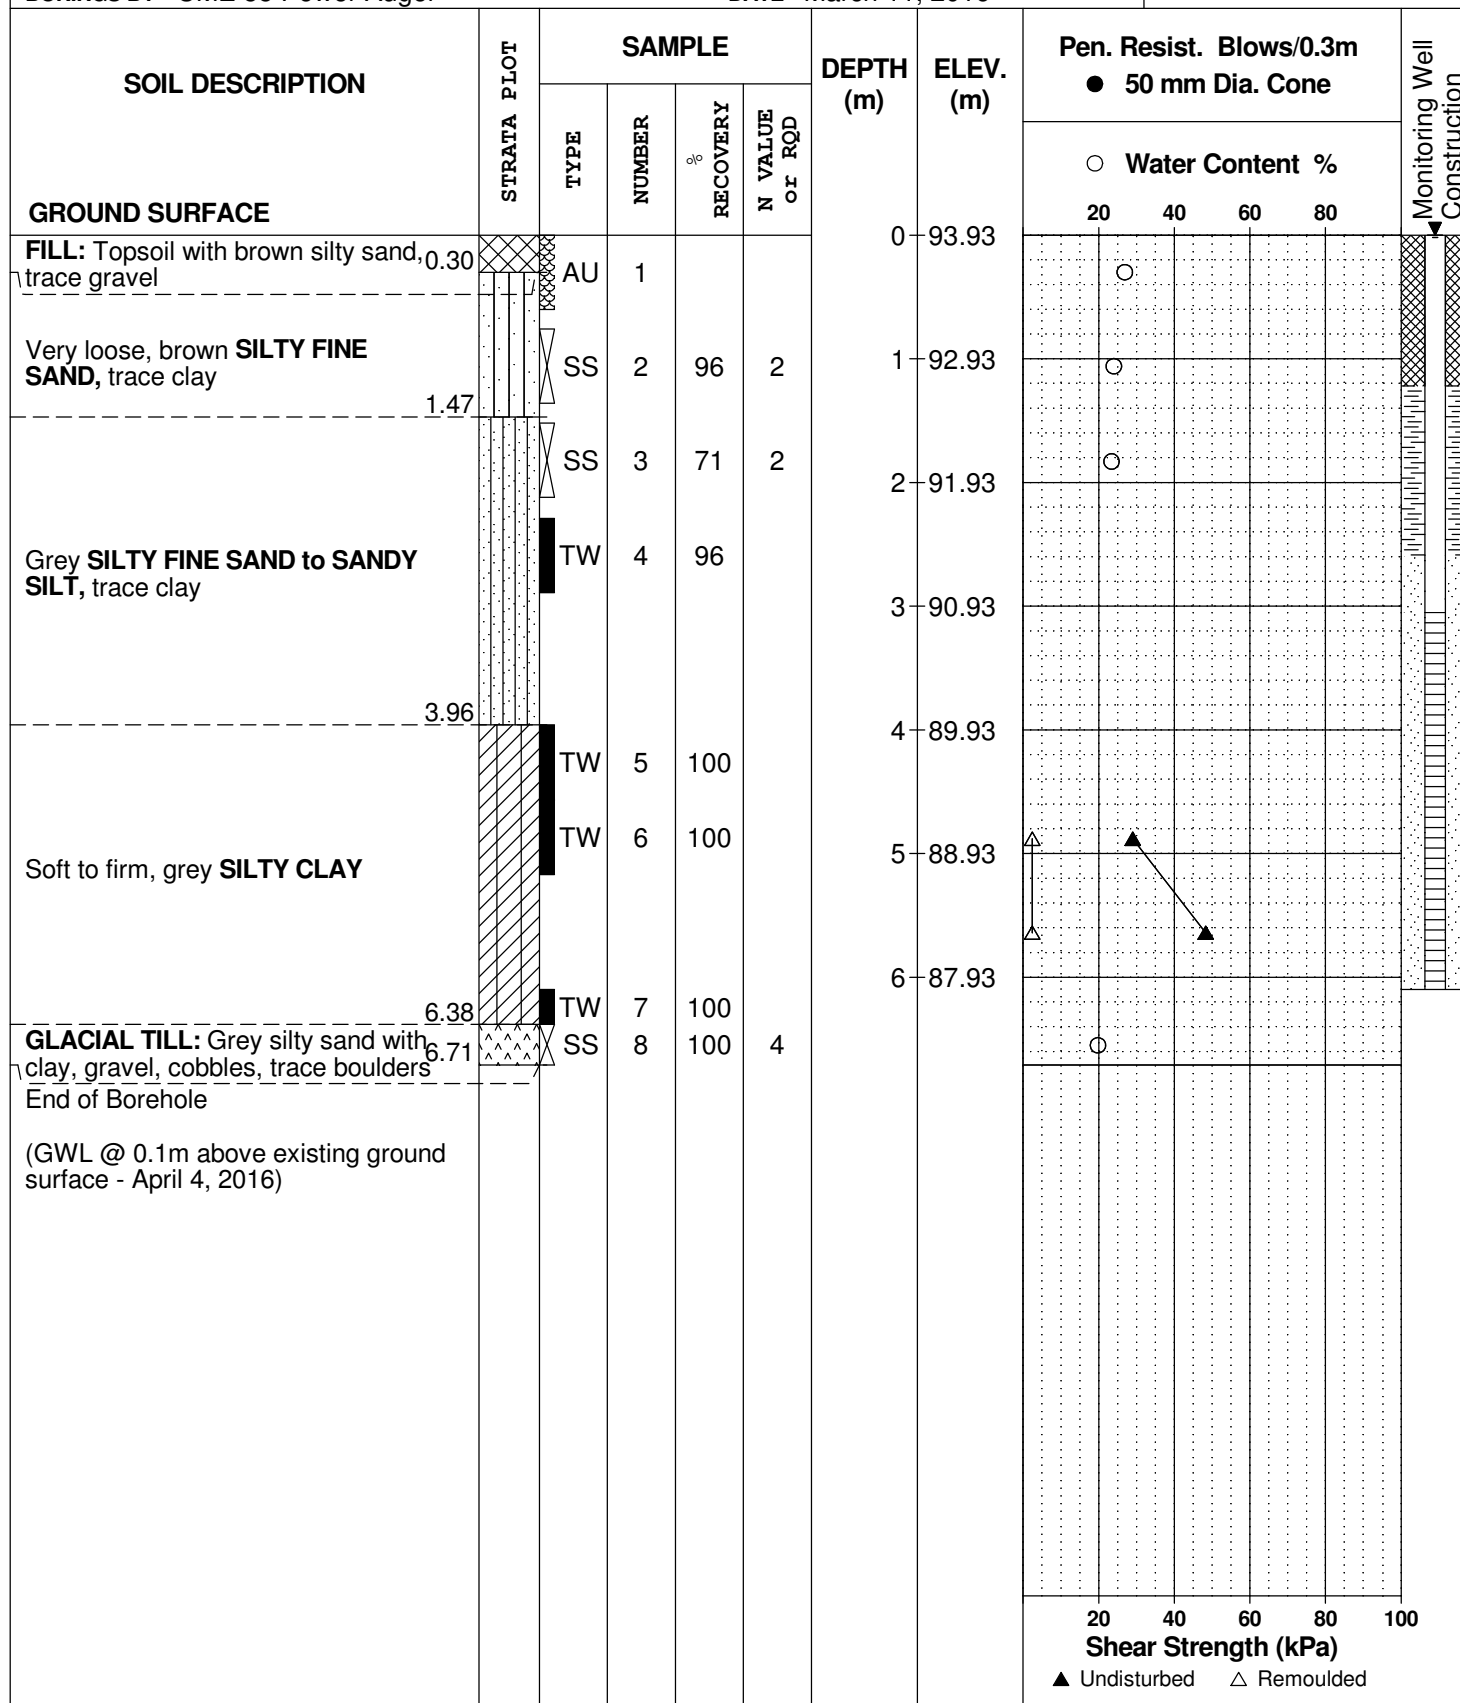 SOIL DESCRIPTION
GROUND SURFACE
STRATA PLOT
SAMPLE
TYPE
NUMBER
%
RECOVERY
N VALUE
or RQD
DEPTH
(m)
ELEV.
(m)
Pen. Resist. Blows/0.3m
● 50 mm Dia. Cone
○ Water Content %
20 40 60 80
Monitoring Well
Construction
FILL: Topsoil with brown silty sand,
trace gravel
0.30
AU 1
0 93.93
Very loose, brown SILTY FINE
SAND, trace clay
1.47
SS 2 96 2
1 92.93
SS 3 71 2
2 91.93
Grey SILTY FINE SAND to SANDY
SILT, trace clay
3.96
TW 4 96
3 90.93
4 89.93
TW 5 100
TW 6 100
Soft to firm, grey SILTY CLAY
6.38
5 88.93
6 87.93
TW 7 100
GLACIAL TILL: Grey silty sand with
clay, gravel, cobbles, trace boulders
6.71
SS 8 100 4
End of Borehole
(GWL @ 0.1m above existing ground
surface - April 4, 2016)
20 40 60 80 100
Shear Strength (kPa)
▲ Undisturbed △ Remoulded